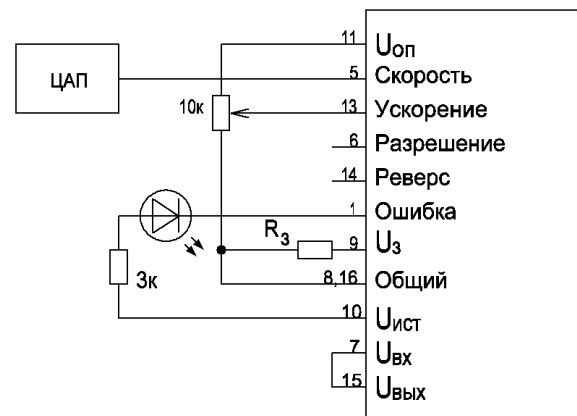 11 Uоп
ЦАП 5 Скорость
10к 13 Ускорение
6 Разрешение
14 Реверс
1 Ошибка
R3 9 Uз
3к 8,16 Общий
10 Uист
7 Uвх
15 Uвых